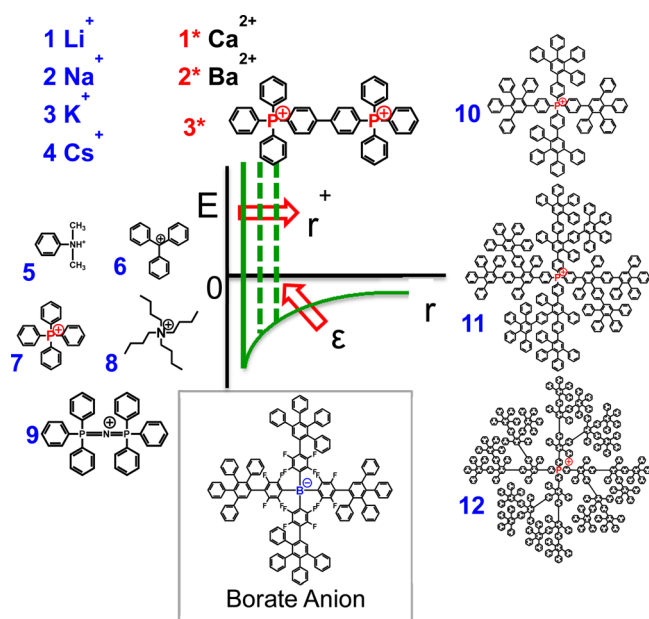 1 Li⁺
2 Na⁺
3 K⁺
4 Cs⁺
1* Ca²⁺
2* Ba²⁺
3*
P⊕
P⊕
10
P⊕
E
r⁺
0
r
ε
5
CH₃
NH⁺
CH₃
6
⊕
7
P⊕
8
N⊕
9
P=N=P
⊕
11
P⊕
12
P⊕
F F
F F
F F
F F
B⊖
F F
F F
F F
F F
Borate Anion